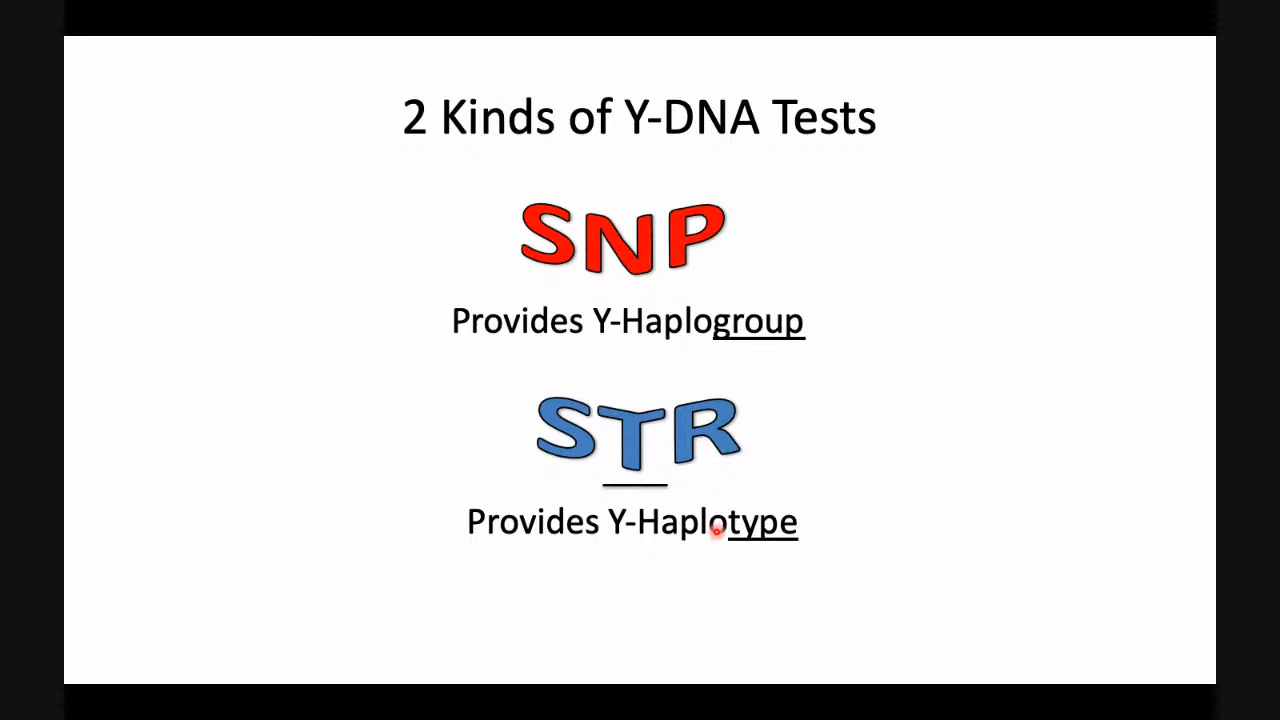 2 Kinds of Y-DNA Tests
SNP
Provides Y-Haplogroup
STR
Provides Y-Haplotype